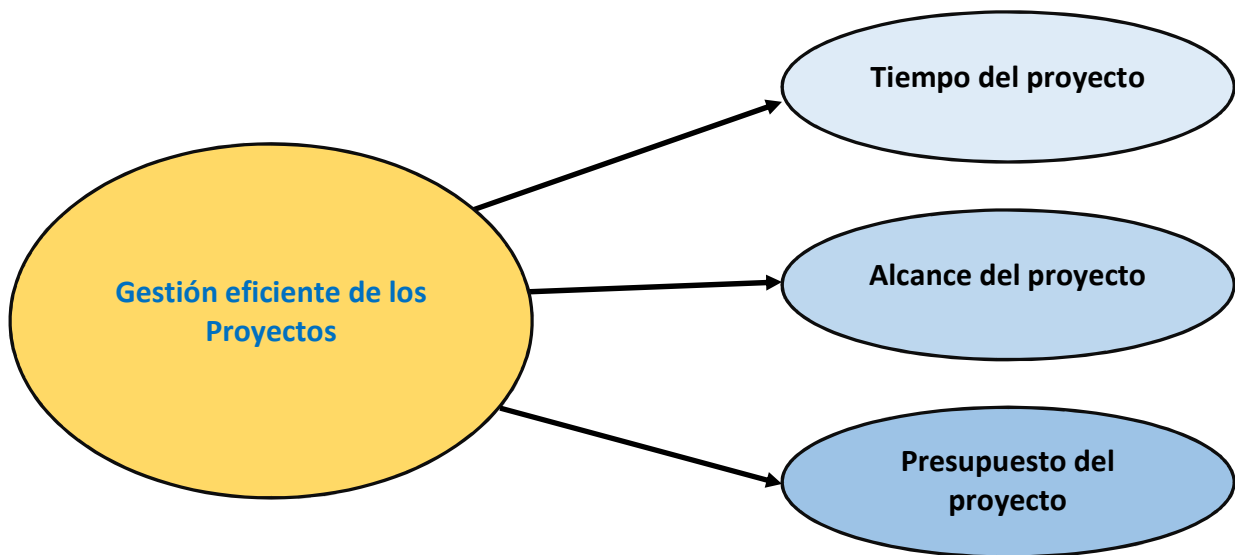 Tiempo del proyecto
Gestión eficiente de los
Proyectos
Alcance del proyecto
Presupuesto del
proyecto